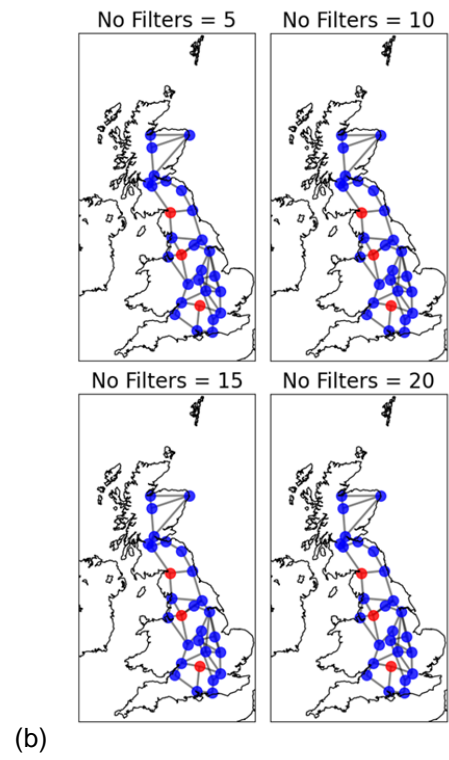 No Filters = 5
No Filters = 10
No Filters = 15
No Filters = 20
(b)